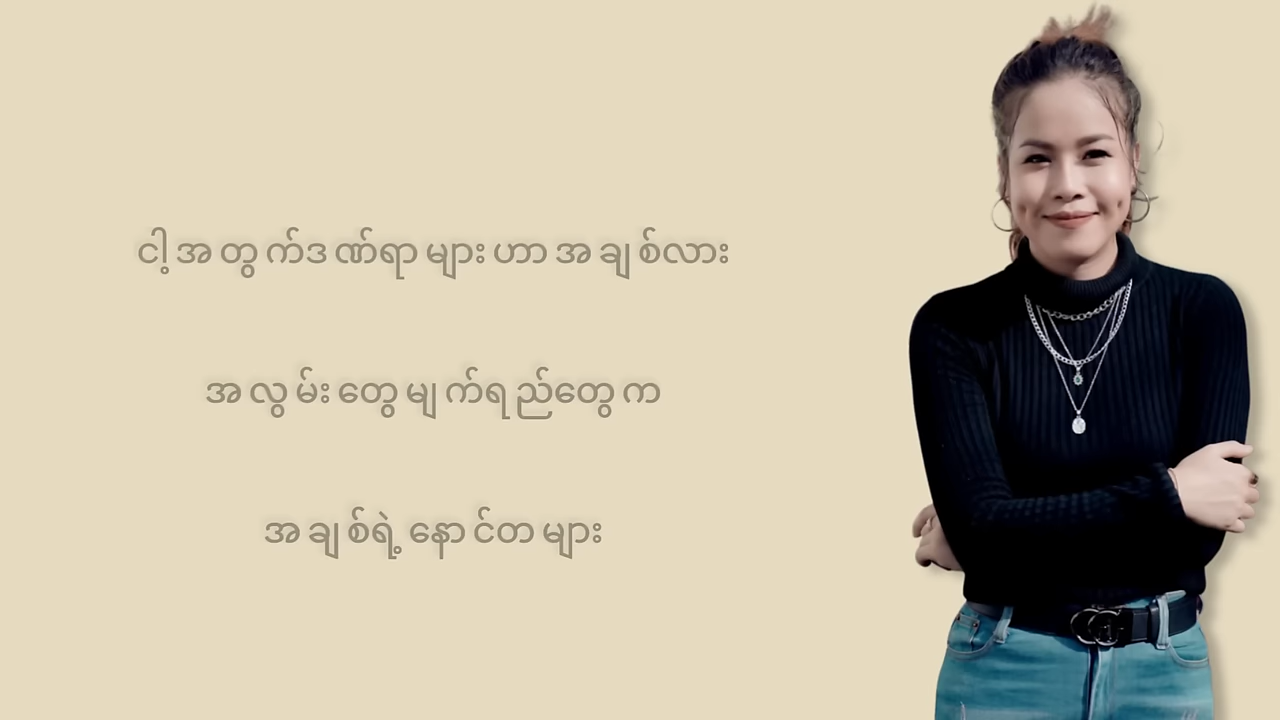 ငါ့အတွက်ဒဏ်ရာများဟာအချစ်လား
အလွမ်းတွေမျက်ရည်တွေက
အချစ်ရဲ့နောင်တများ